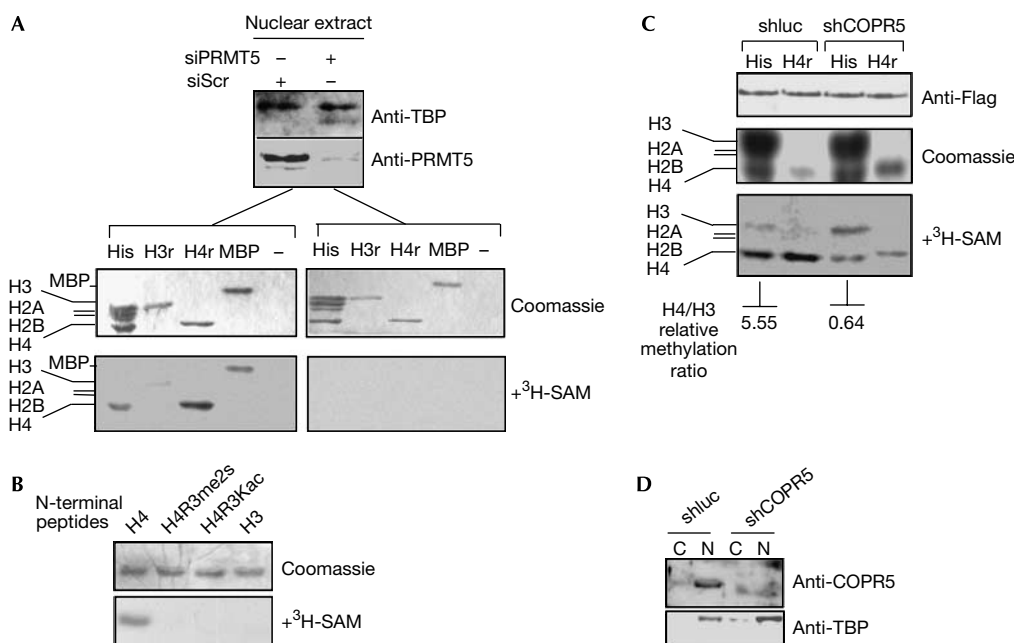 A
Nuclear extract
siPRMT5 – +
siScr + –
Anti-TBP
Anti-PRMT5
His H3r H4r MBP – His H3r H4r MBP –
MBP
H3
H2A
H2B
H4
Coomassie
MBP
H3
H2A
H2B
H4
+³H-SAM
B
N-terminal
peptides
H4 H4R3me2s H4R3Kac H3
Coomassie
+³H-SAM
C
shluc shCOPR5
His H4r His H4r
Anti-Flag
H3
H2A
H2B
H4
Coomassie
H3
H2A
H2B
H4
+³H-SAM
H4/H3
relative
methylation
ratio
5.55 0.64
D
shluc shCOPR5
C N C N
Anti-COPR5
Anti-TBP